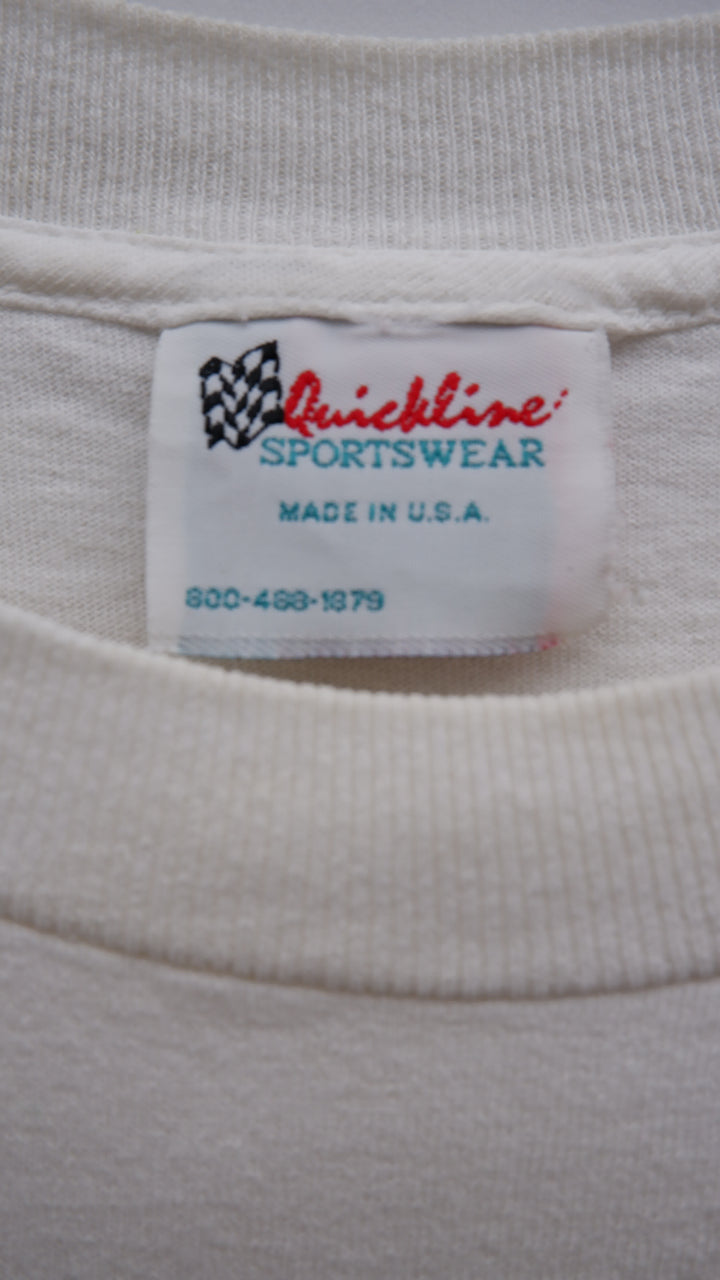 Quickline
SPORTSWEAR
MADE IN U.S.A.
800-488-1879